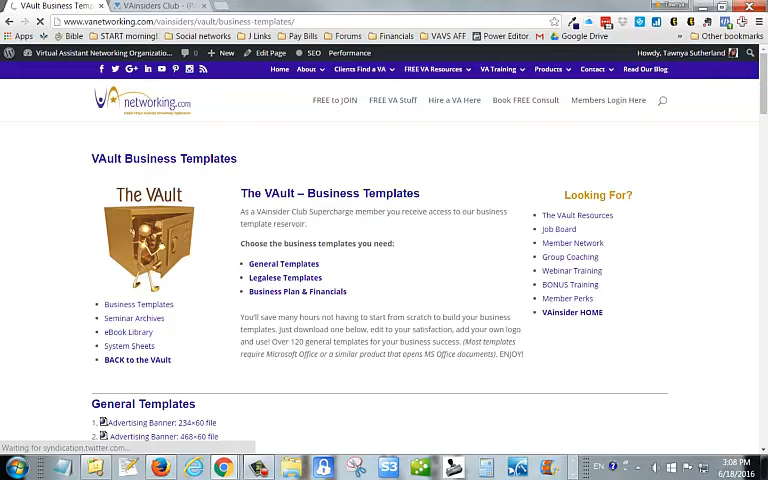 VAult Business Temp
VAinsiders Club - (Pa
Tawnya
www.vanetworking.com/vainsiders/vault/business-templates/
Apps
Bible
START morning!
Social networks
J Links
Pay Bills
Forums
Financials
VAVS AFF
Power Editor
Google Drive
Other bookmarks
Virtual Assistant Networking Organizatio...
New
Edit Page
SEO
Performance
Howdy, Tawnya Sutherland
Home
About
Clients Find a VA
FREE VA Resources
VA Training
Products
Contact
Read Our Blog
networking.com
FREE to JOIN
FREE VA Stuff
Hire a VA Here
Book FREE Consult
Members Login Here
VAult Business Templates
The VAult
Business Templates
Seminar Archives
eBook Library
System Sheets
BACK to the VAult
The VAult – Business Templates
As a VAinsider Club Supercharge member you receive access to our business
template reservoir.
Choose the business templates you need:
General Templates
Legalese Templates
Business Plan & Financials
You'll save many hours not having to start from scratch to build your business
templates. Just download one below, edit to your satisfaction, add your own logo
and use! Over 120 general templates for your business success. (Most templates
require Microsoft Office or a similar product that opens MS Office documents). ENJOY!
Looking For?
The VAult Resources
Job Board
Member Network
Group Coaching
Webinar Training
BONUS Training
Member Perks
VAinsider HOME
General Templates
1. Advertising Banner: 234×60 file
2. Advertising Banner: 468×60 file
Waiting for syndication.twitter.com...
S3
EN
3:08 PM
6/18/2016